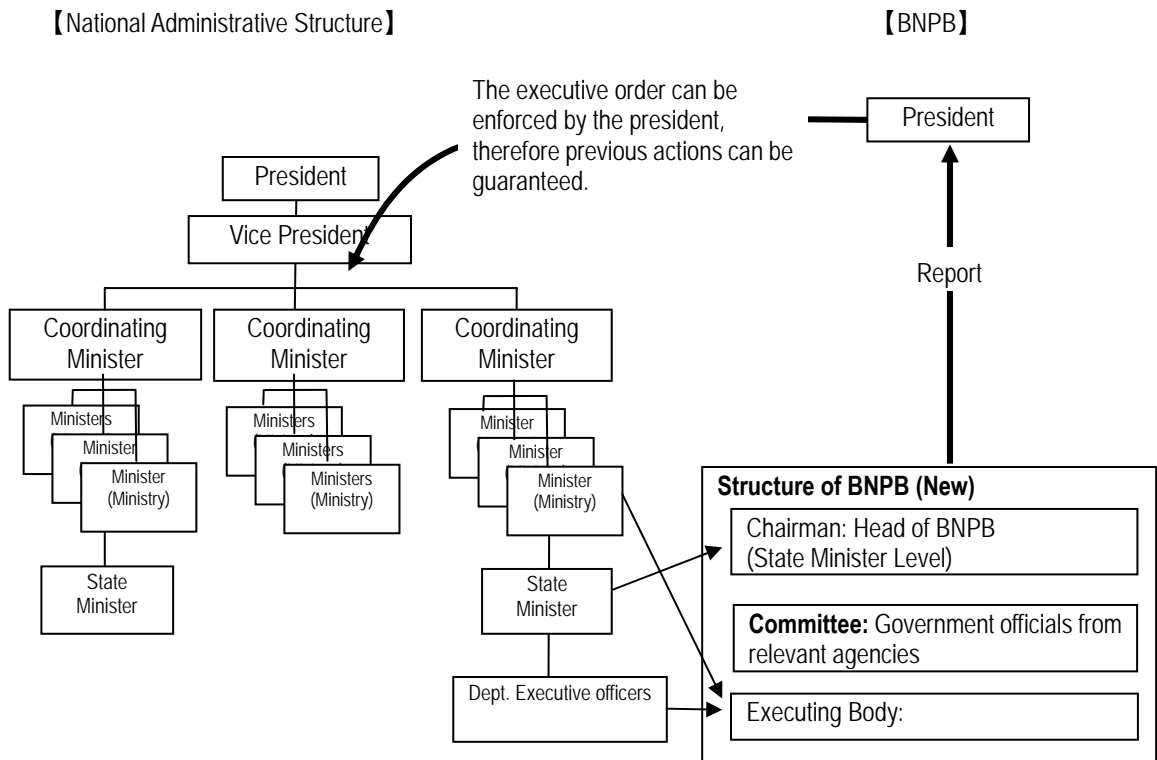 【National Administrative Structure】
【BNPB】
The executive order can be
enforced by the president,
therefore previous actions can be
guaranteed.
President
President
Vice President
Report
Coordinating
Minister
Coordinating
Minister
Coordinating
Minister
Ministers
Minister
Minister
(Ministry)
Ministers
Ministers
Ministers
(Ministry)
Minister
Minister
Minister
(Ministry)
State
Minister
State
Minister
Dept. Executive officers
Structure of BNPB (New)
Chairman: Head of BNPB
(State Minister Level)
Committee: Government officials from
relevant agencies
Executing Body: